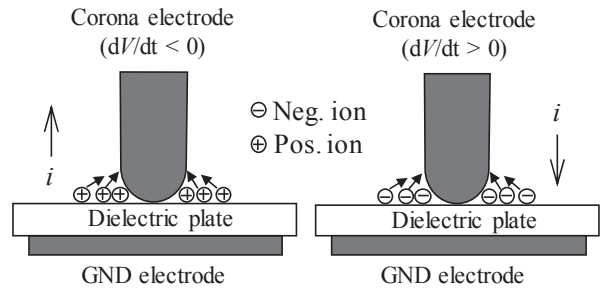 Corona electrode
(dV/dt < 0)
Corona electrode
(dV/dt > 0)
⊖ Neg. ion
⊕ Pos. ion
i
i
Dielectric plate
Dielectric plate
GND electrode
GND electrode